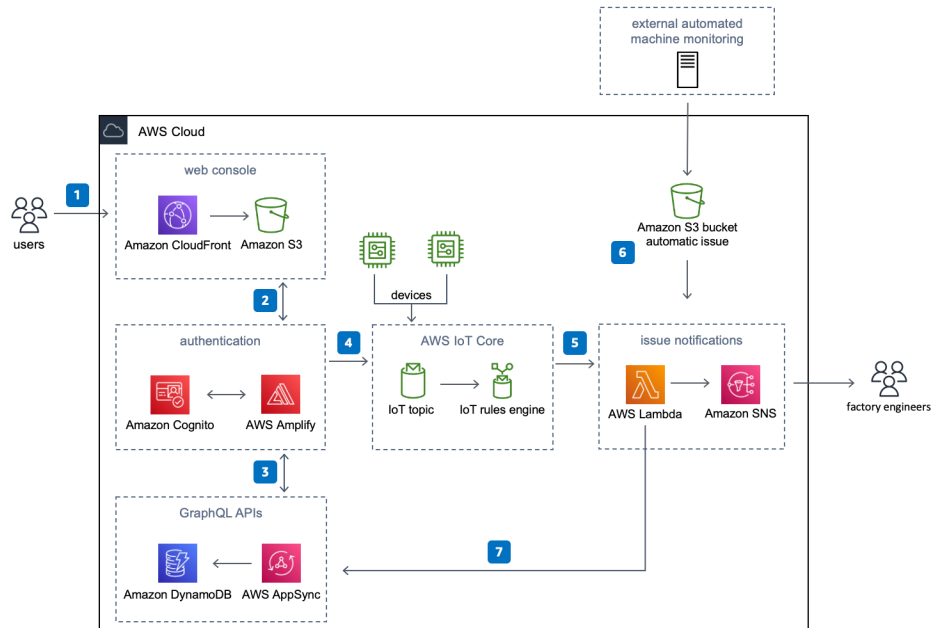 external automated
machine monitoring
AWS Cloud
web console
1
users
Amazon CloudFront
Amazon S3
Amazon S3 bucket
automatic issue
6
2
devices
authentication
4
AWS IoT Core
5
issue notifications
Amazon Cognito
AWS Amplify
IoT topic
IoT rules engine
AWS Lambda
Amazon SNS
factory engineers
3
GraphQL APIs
7
Amazon DynamoDB
AWS AppSync